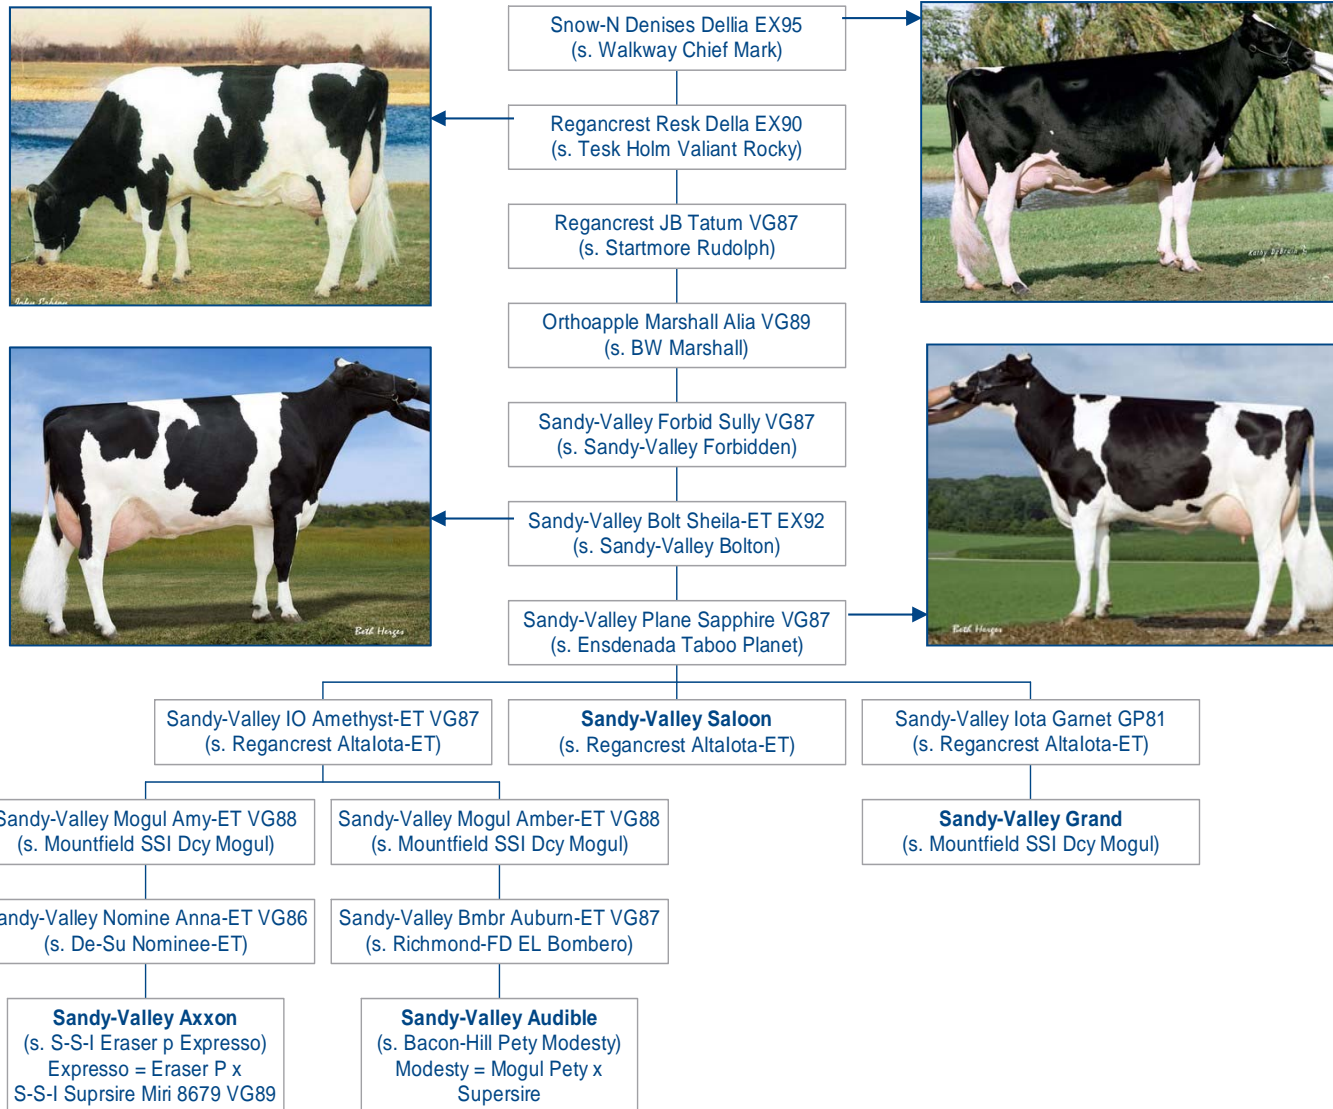 Snow-N Denises Dellia EX95
(s. Walkway Chief Mark)
Regancrest Resk Della EX90
(s. Tesk Holm Valiant Rocky)
Regancrest JB Tatum VG87
(s. Startmore Rudolph)
Orthoapple Marshall Alia VG89
(s. BW Marshall)
Sandy-Valley Forbid Sully VG87
(s. Sandy-Valley Forbidden)
Sandy-Valley Bolt Sheila-ET EX92
(s. Sandy-Valley Bolton)
Beth Herges
Sandy-Valley Plane Sapphire VG87
(s. Ensdenada Taboo Planet)
Beth Herges
Sandy-Valley IO Amethyst-ET VG87
(s. Regancrest AltaIota-ET)
Sandy-Valley Saloon
(s. Regancrest AltaIota-ET)
Sandy-Valley Iota Garnet GP81
(s. Regancrest AltaIota-ET)
Sandy-Valley Mogul Amy-ET VG88
(s. Mountfield SSI Dcy Mogul)
Sandy-Valley Mogul Amber-ET VG88
(s. Mountfield SSI Dcy Mogul)
Sandy-Valley Grand
(s. Mountfield SSI Dcy Mogul)
andy-Valley Nomine Anna-ET VG86
(s. De-Su Nominee-ET)
Sandy-Valley Bmbr Auburn-ET VG87
(s. Richmond-FD EL Bombero)
Sandy-Valley Axxon
(s. S-S-I Eraser p Expresso)
Expresso = Eraser P x
S-S-I Suprsire Miri 8679 VG89
Sandy-Valley Audible
(s. Bacon-Hill Pety Modesty)
Modesty = Mogul Pety x
Supersire